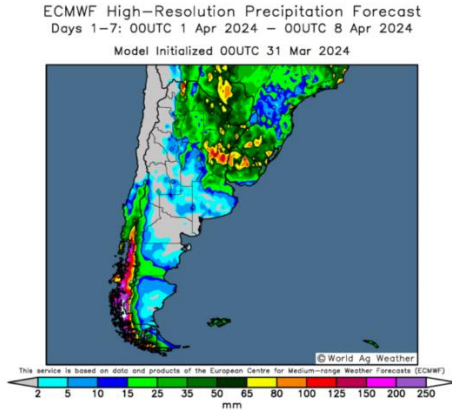 ECMWF High-Resolution Precipitation Forecast
Days 1-7: 00UTC 1 Apr 2024 - 00UTC 8 Apr 2024
Model Initialized 00UTC 31 Mar 2024
© World Ag Weather
This service is based on data and products of the European Centre for Medium-range Weather Forecasts (ECMWF)
2 5 10 15 25 35 50 65 80 100 125 150 200 250
mm